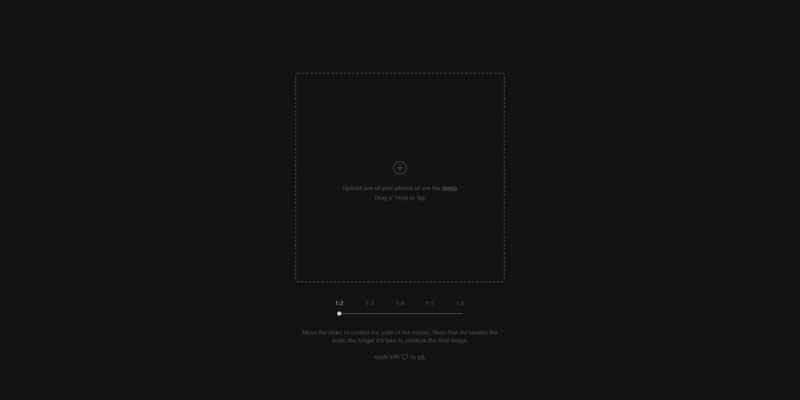 Upload one of your photos or use the demo
Drag n' Drop or Tap
1:2 1:3 1:4 1:5 1:6
Move the slider to control the scale of the mosaic. Note that the smaller the
scale, the longer it'll take to produce the final image.
made with ♡ by J.A.